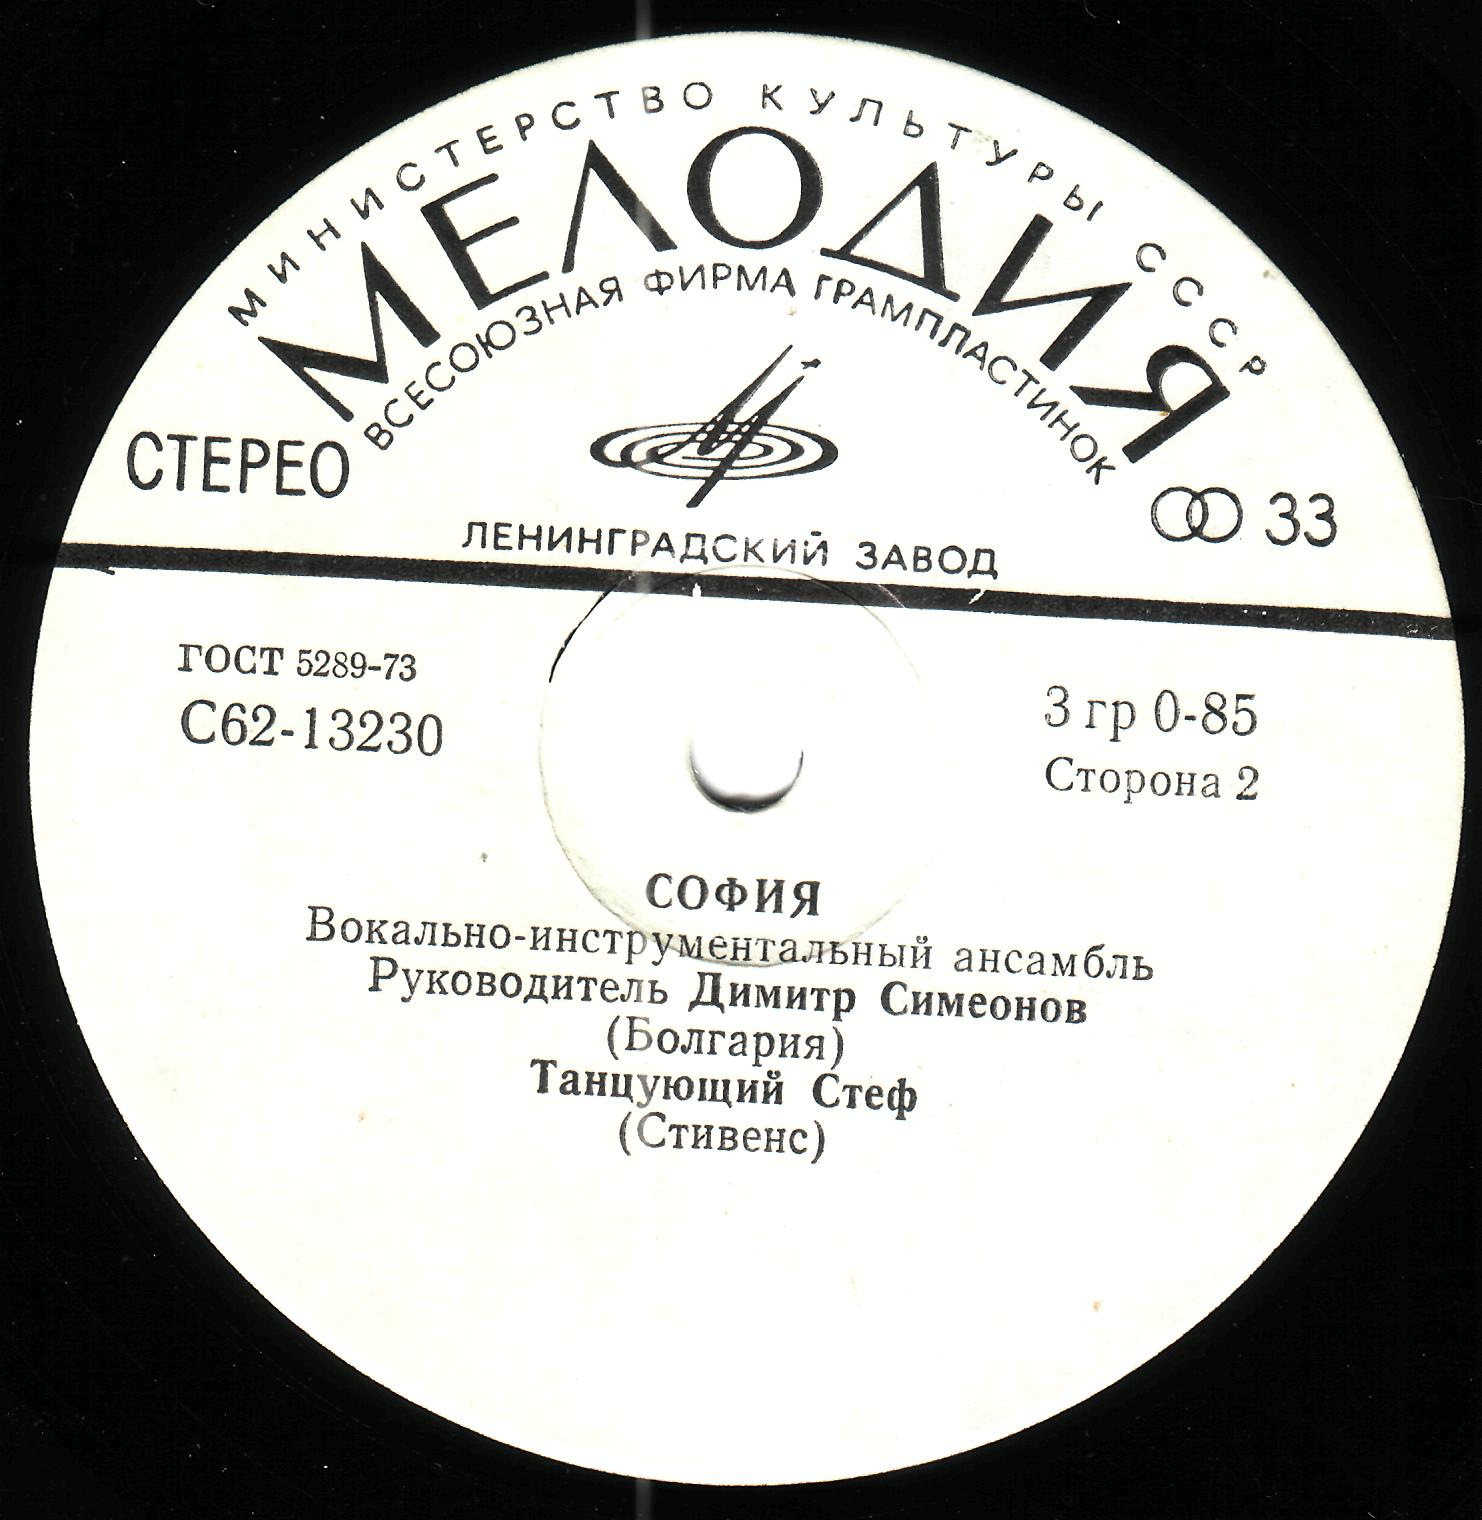 МИНИСТЕРСТВО КУЛЬТУРЫ СССР
МЕЛОДИЯ
ВСЕСОЮЗНАЯ ФИРМА ГРАМПЛАСТИНОК
СТЕРЕО
33
ЛЕНИНГРАДСКИЙ ЗАВОД
ГОСТ 5289-73
С62-13230
3 гр 0-85
Сторона 2
СОФИЯ
Вокально-инструментальный ансамбль
Руководитель Димитр Симеонов
(Болгария)
Танцующий Стеф
(Стивенс)